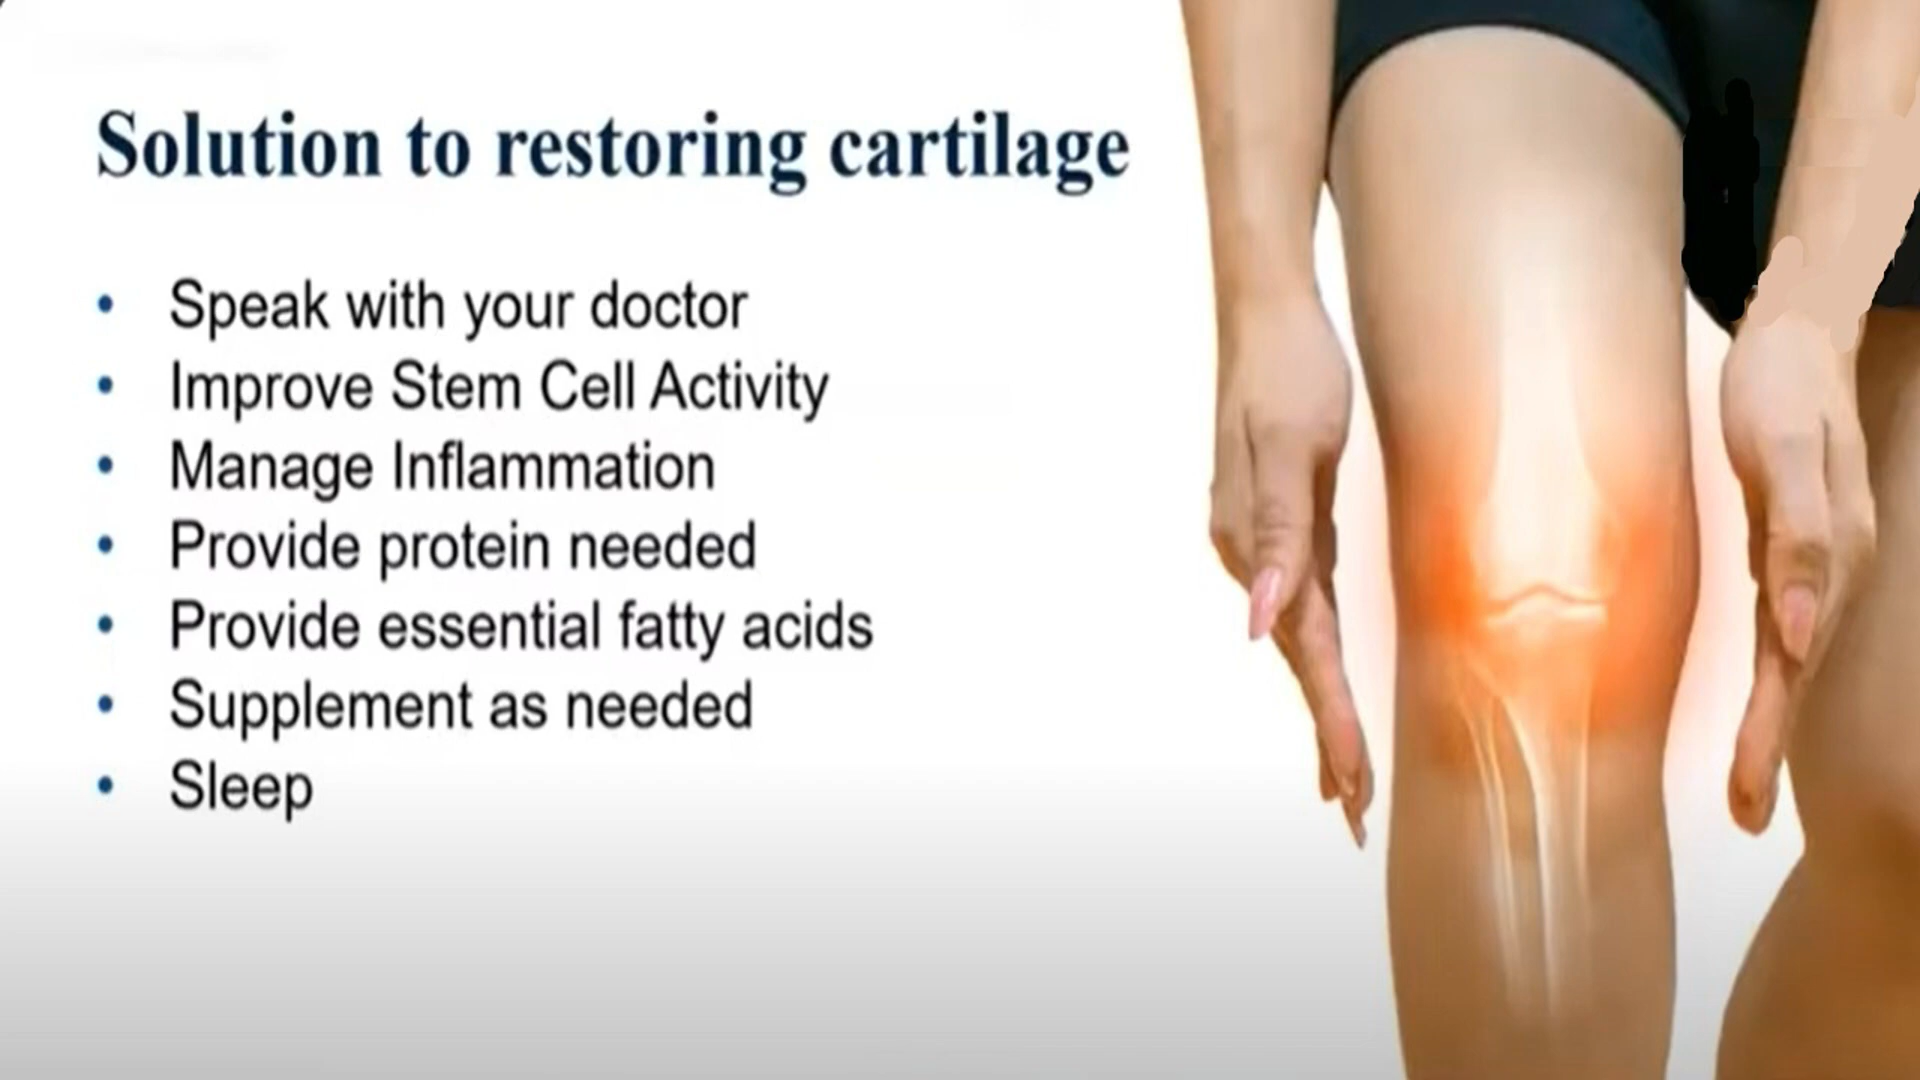 Solution to restoring cartilage
• Speak with your doctor
• Improve Stem Cell Activity
• Manage Inflammation
• Provide protein needed
• Provide essential fatty acids
• Supplement as needed
• Sleep